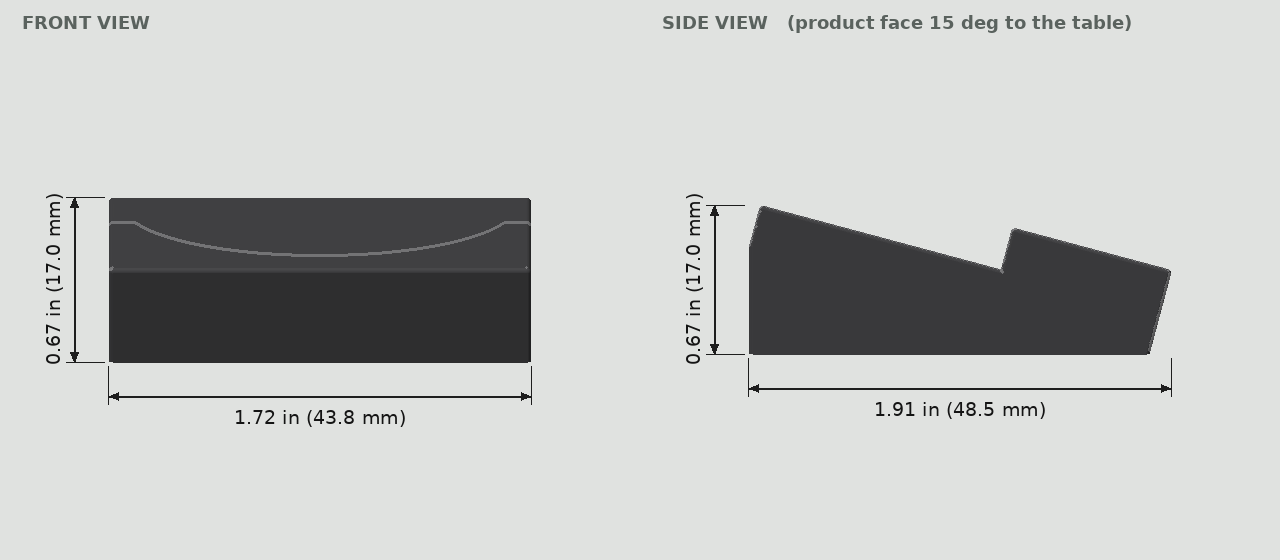 FRONT VIEW
SIDE VIEW (product face 15 deg to the table)
0.67 in (17.0 mm)
1.72 in (43.8 mm)
0.67 in (17.0 mm)
1.91 in (48.5 mm)